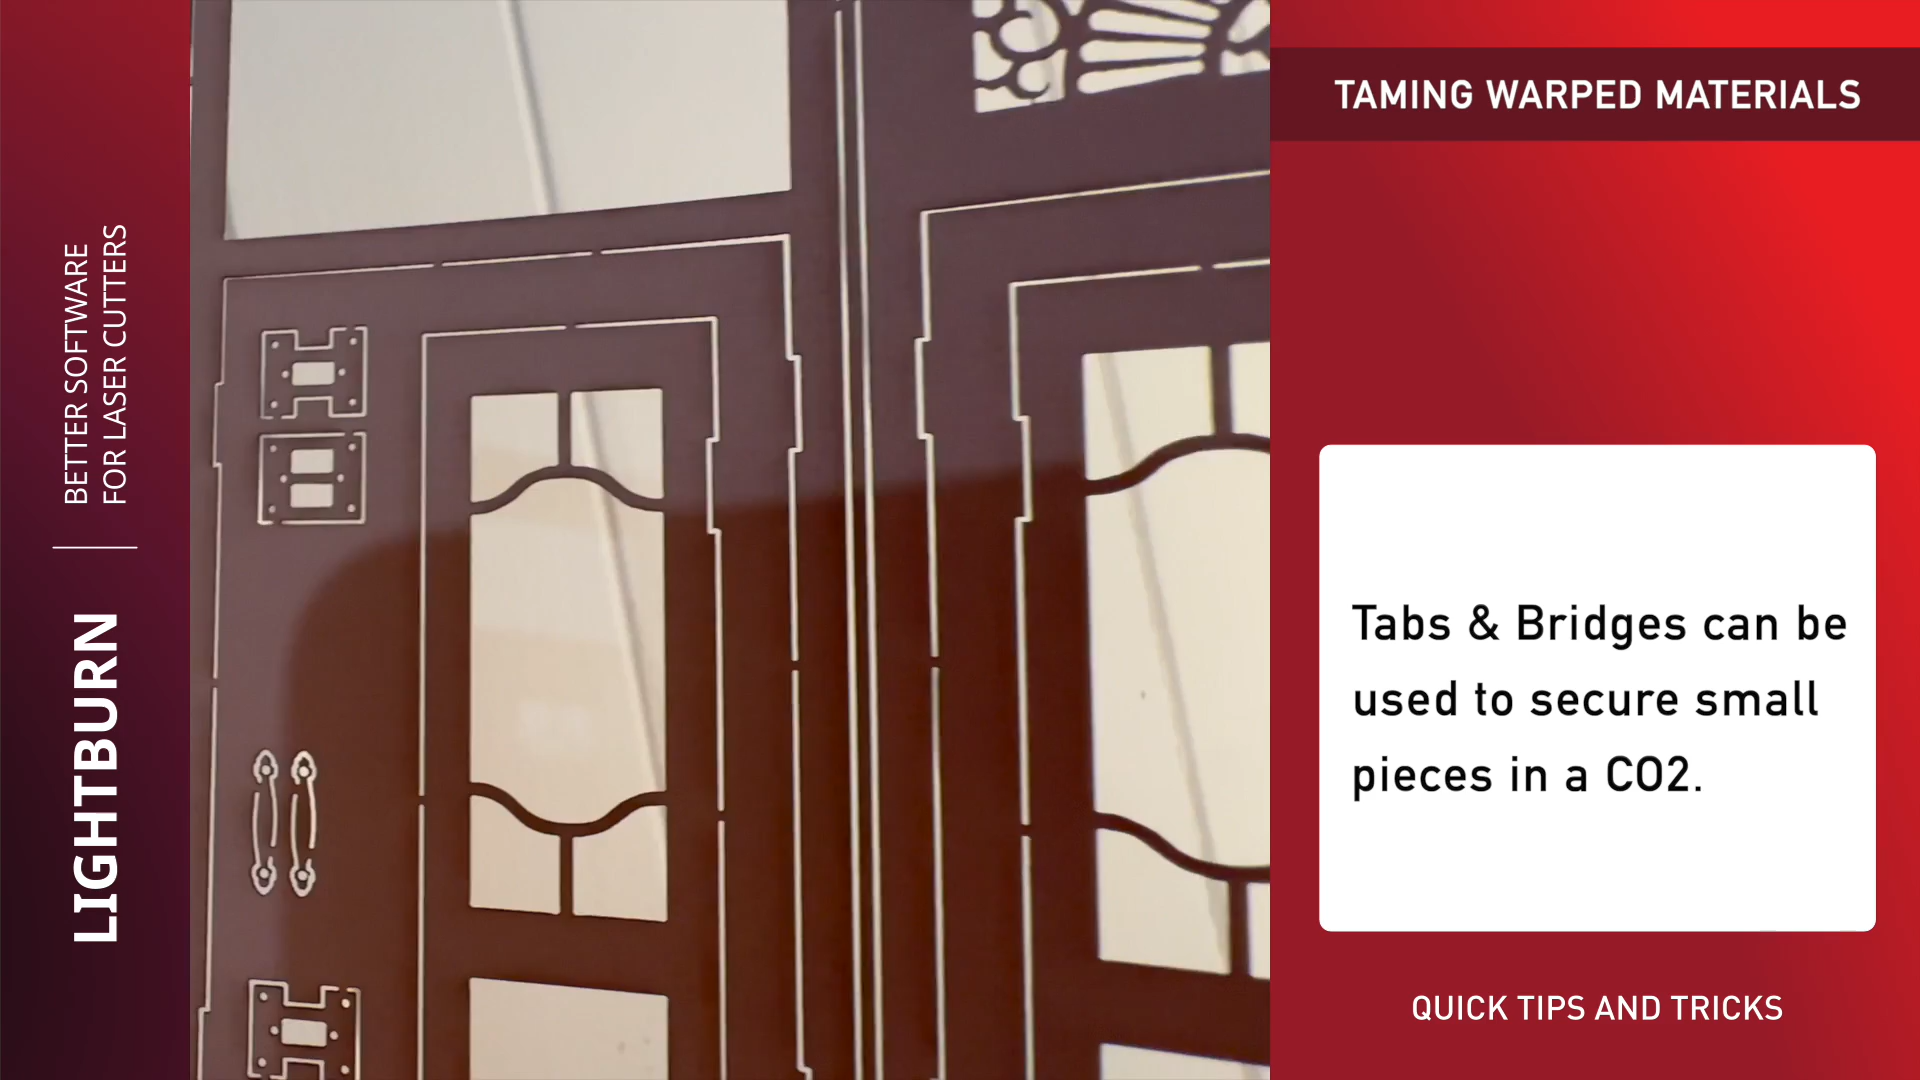 BETTER SOFTWARE
FOR LASER CUTTERS
LIGHTBURN
TAMING WARPED MATERIALS
Tabs & Bridges can be
used to secure small
pieces in a CO2.
QUICK TIPS AND TRICKS